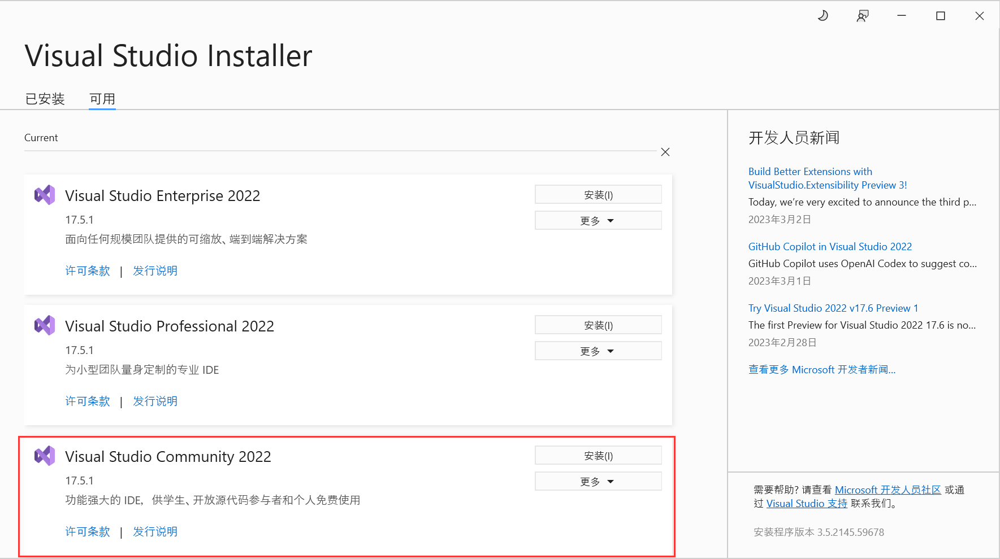 Visual Studio Installer
已安装
可用
Current
Visual Studio Enterprise 2022
17.5.1
面向任何规模团队提供的可缩放、端到端解决方案
许可条款 | 发行说明
安装(I)
更多
Visual Studio Professional 2022
17.5.1
为小型团队量身定制的专业 IDE
许可条款 | 发行说明
安装(I)
更多
Visual Studio Community 2022
17.5.1
功能强大的 IDE，供学生、开放源代码参与者和个人免费使用
许可条款 | 发行说明
安装(I)
更多
开发人员新闻
Build Better Extensions with
VisualStudio.Extensibility Preview 3!
Today, we’re very excited to announce the third p...
2023年3月2日
GitHub Copilot in Visual Studio 2022
GitHub Copilot uses OpenAI Codex to suggest co...
2023年3月1日
Try Visual Studio 2022 v17.6 Preview 1
The first Preview for Visual Studio 2022 17.6 is no...
2023年2月28日
查看更多 Microsoft 开发者新闻...
需要帮助? 请查看 Microsoft 开发人员社区 或通
过 Visual Studio 支持 联系我们。
安装程序版本 3.5.2145.59678